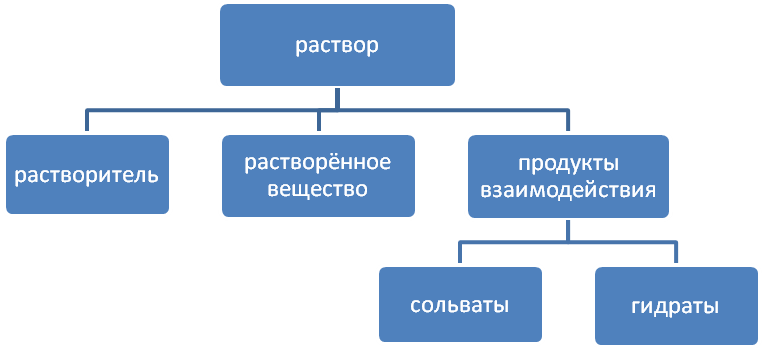 раствор
растворитель
растворённое
вещество
продукты
взаимодействия
сольваты
гидраты